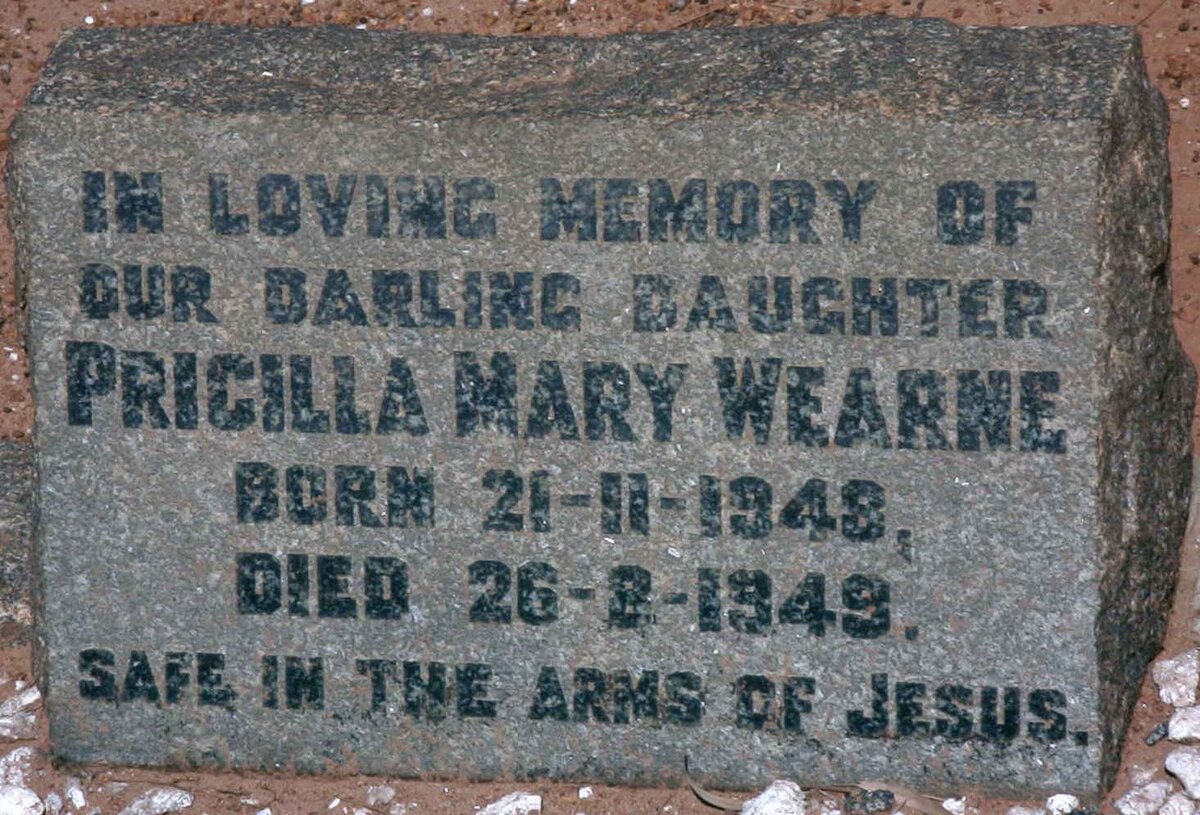 IN LOVING MEMORY OF
OUR DARLING DAUGHTER
PRICILLA MARY WEARNE
BORN 21-11-1948,
DIED 26-2-1949.
SAFE IN THE ARMS OF JESUS.